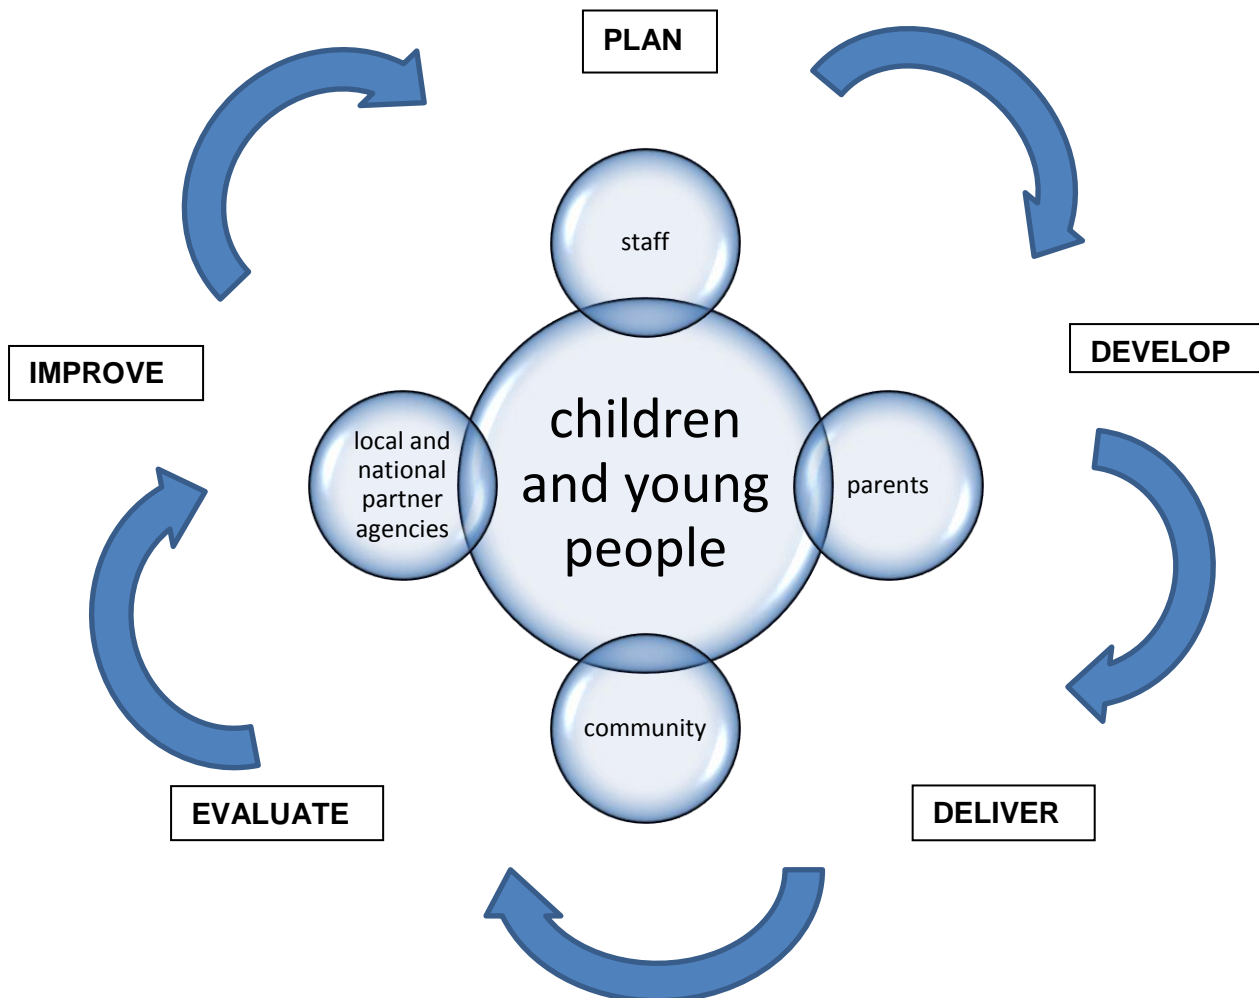 PLAN
staff
IMPROVE
DEVELOP
local and
national
partner
agencies
children
and young
people
parents
community
EVALUATE
DELIVER